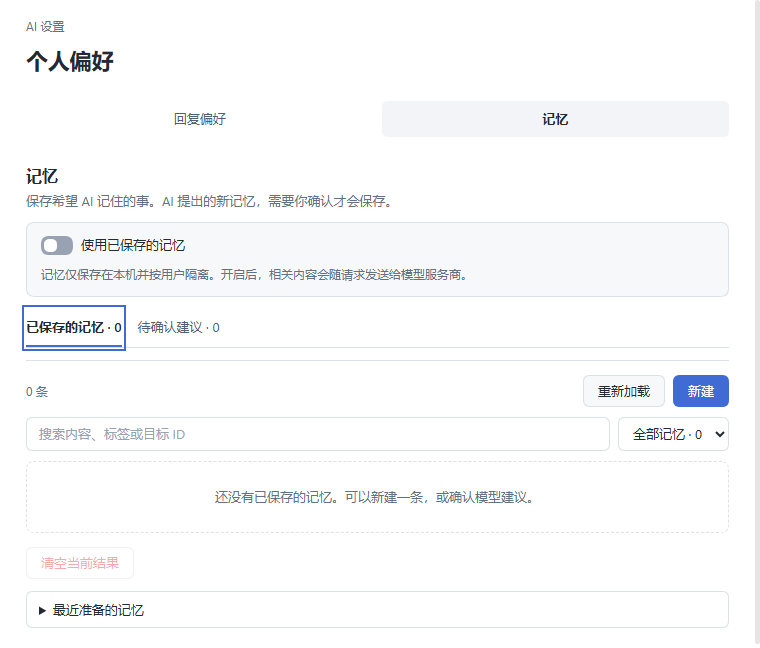 AI 设置
个人偏好
回复偏好
记忆
记忆
保存希望 AI 记住的事。AI 提出的新记忆，需要你确认才会保存。
使用已保存的记忆
记忆仅保存在本机并按用户隔离。开启后，相关内容会随请求发送给模型服务商。
已保存的记忆 · 0
待确认建议 · 0
0 条
重新加载
新建
搜索内容、标签或目标 ID
全部记忆 · 0
还没有已保存的记忆。可以新建一条，或确认模型建议。
清空当前结果
最近准备的记忆